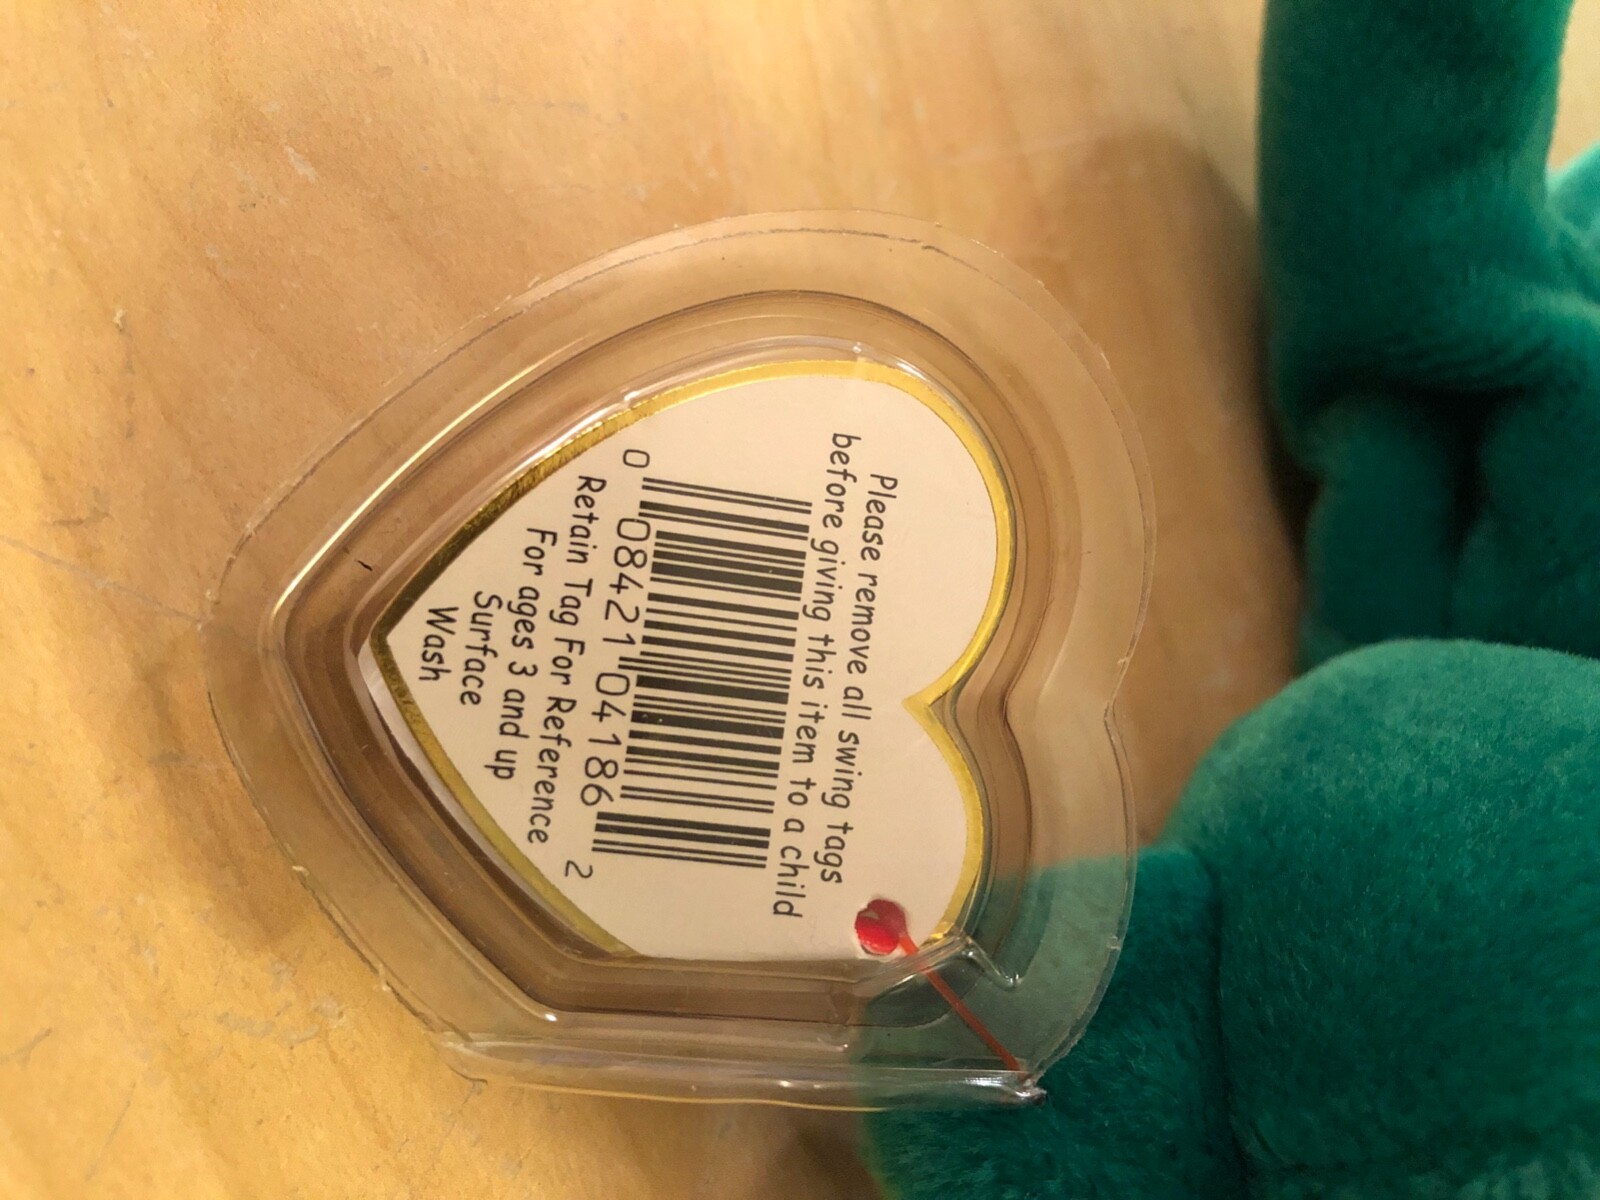 Please remove all swing tags
before giving this item to a child
0 08421 04186 2
Retain Tag For Reference
For ages 3 and up
Surface
Wash